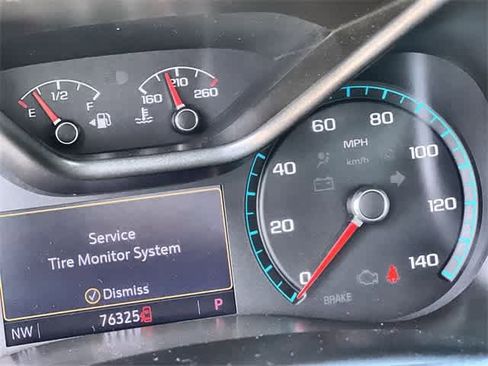 E 1/2 F
160 210 260
60 80
MPH
km/h
40 100
20 120
0 140
BRAKE
Service
Tire Monitor System
Dismiss
NW 76325 P